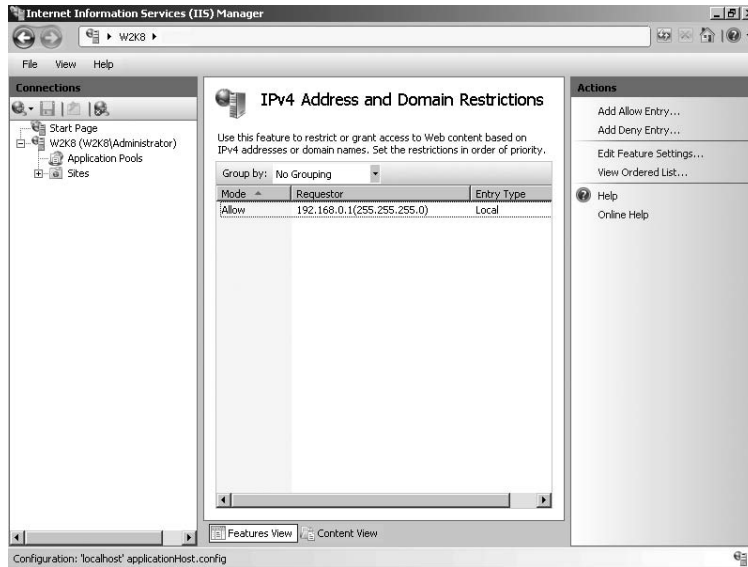 Internet Information Services (IIS) Manager
W2K8
File View Help
Connections
Start Page
W2K8 (W2K8\Administrator)
Application Pools
Sites
IPv4 Address and Domain Restrictions
Use this feature to restrict or grant access to Web content based on
IPv4 addresses or domain names. Set the restrictions in order of priority.
Group by: No Grouping
Mode Requestor Entry Type
Allow 192.168.0.1(255.255.255.0) Local
Features View Content View
Actions
Add Allow Entry...
Add Deny Entry...
Edit Feature Settings...
View Ordered List...
Help
Online Help
Configuration: 'localhost' applicationHost.config